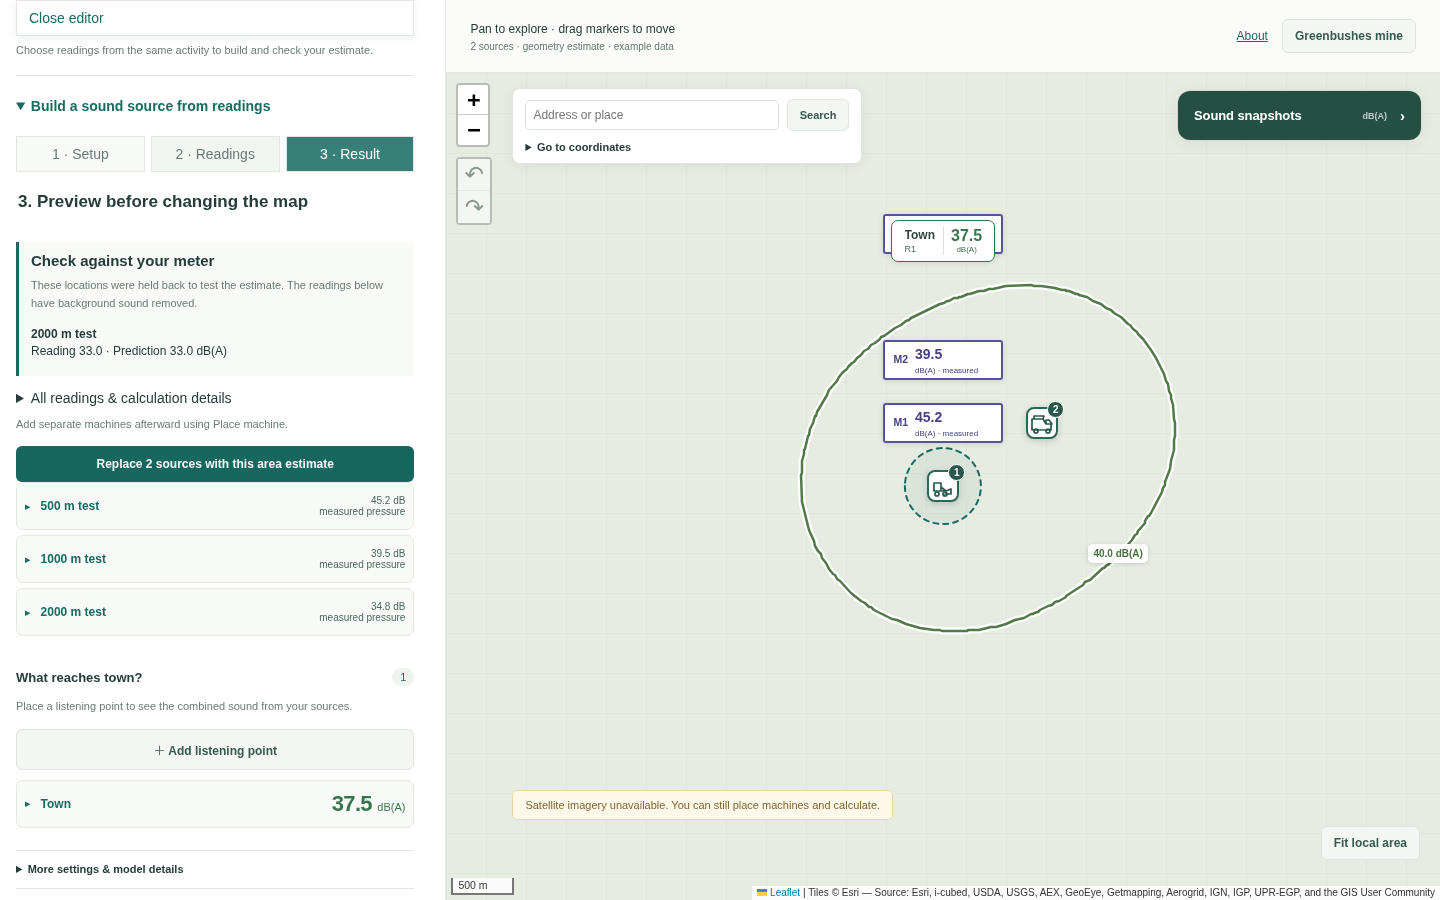 Close editor
Choose readings from the same activity to build and check your estimate.
▼ Build a sound source from readings
1 · Setup
2 · Readings
3 · Result
3. Preview before changing the map
Check against your meter
These locations were held back to test the estimate. The readings below
have background sound removed.
2000 m test
Reading 33.0 · Prediction 33.0 dB(A)
▶ All readings & calculation details
Add separate machines afterward using Place machine.
Replace 2 sources with this area estimate
▸ 500 m test
45.2 dB
measured pressure
▸ 1000 m test
39.5 dB
measured pressure
▸ 2000 m test
34.8 dB
measured pressure
What reaches town?
1
Place a listening point to see the combined sound from your sources.
＋ Add listening point
▸ Town
37.5 dB(A)
▶ More settings & model details
Pan to explore · drag markers to move
2 sources · geometry estimate · example data
About
Greenbushes mine
+
−
Address or place
Search
▶ Go to coordinates
↶
↷
Sound snapshots
dB(A) ›
Town
R1
37.5
dB(A)
M2
39.5
dB(A) · measured
M1
45.2
dB(A) · measured
2
1
40.0 dB(A)
Satellite imagery unavailable. You can still place machines and calculate.
Fit local area
500 m
Leaflet | Tiles © Esri — Source: Esri, i-cubed, USDA, USGS, AEX, GeoEye, Getmapping, Aerogrid, IGN, IGP, UPR-EGP, and the GIS User Community